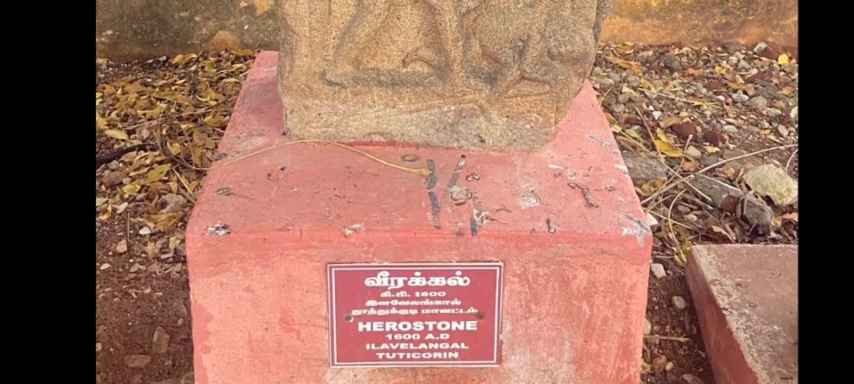 வீரக்கல்
கி.பி. 1600
இளவேலங்கால்
தூத்துக்குடி மாவட்டம்
HEROSTONE
1600 A.D
ILAVELANGAL
TUTICORIN